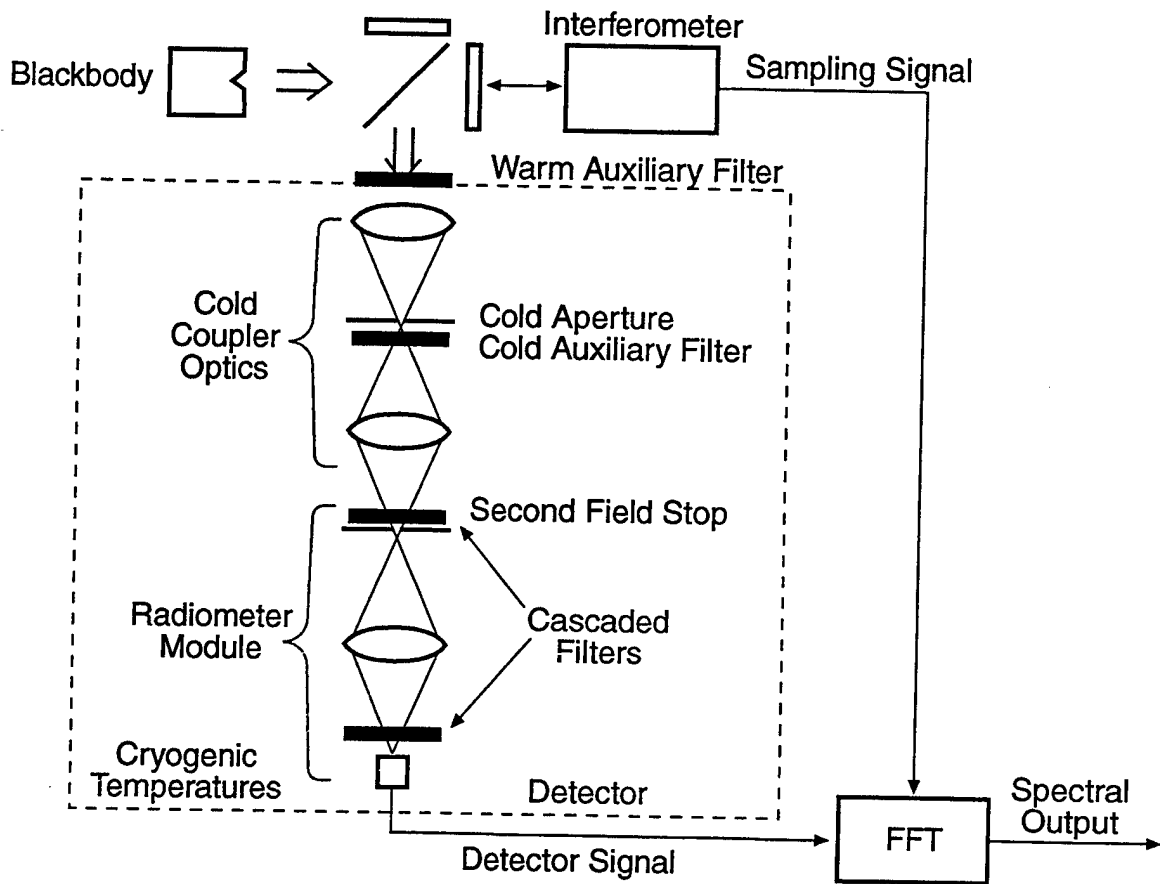 Interferometer
Blackbody
Sampling Signal
Warm Auxiliary Filter
Cold
Coupler
Optics
Cold Aperture
Cold Auxiliary Filter
Second Field Stop
Radiometer
Module
Cascaded
Filters
Cryogenic
Temperatures
Detector
Detector Signal
FFT
Spectral
Output